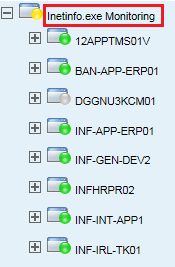 Inetinfo.exe Monitoring
12APPTMS01V
BAN-APP-ERP01
DGGNU3KCM01
INF-APP-ERP01
INF-GEN-DEV2
INFHRPR02
INF-INT-APP1
INF-IRL-TK01